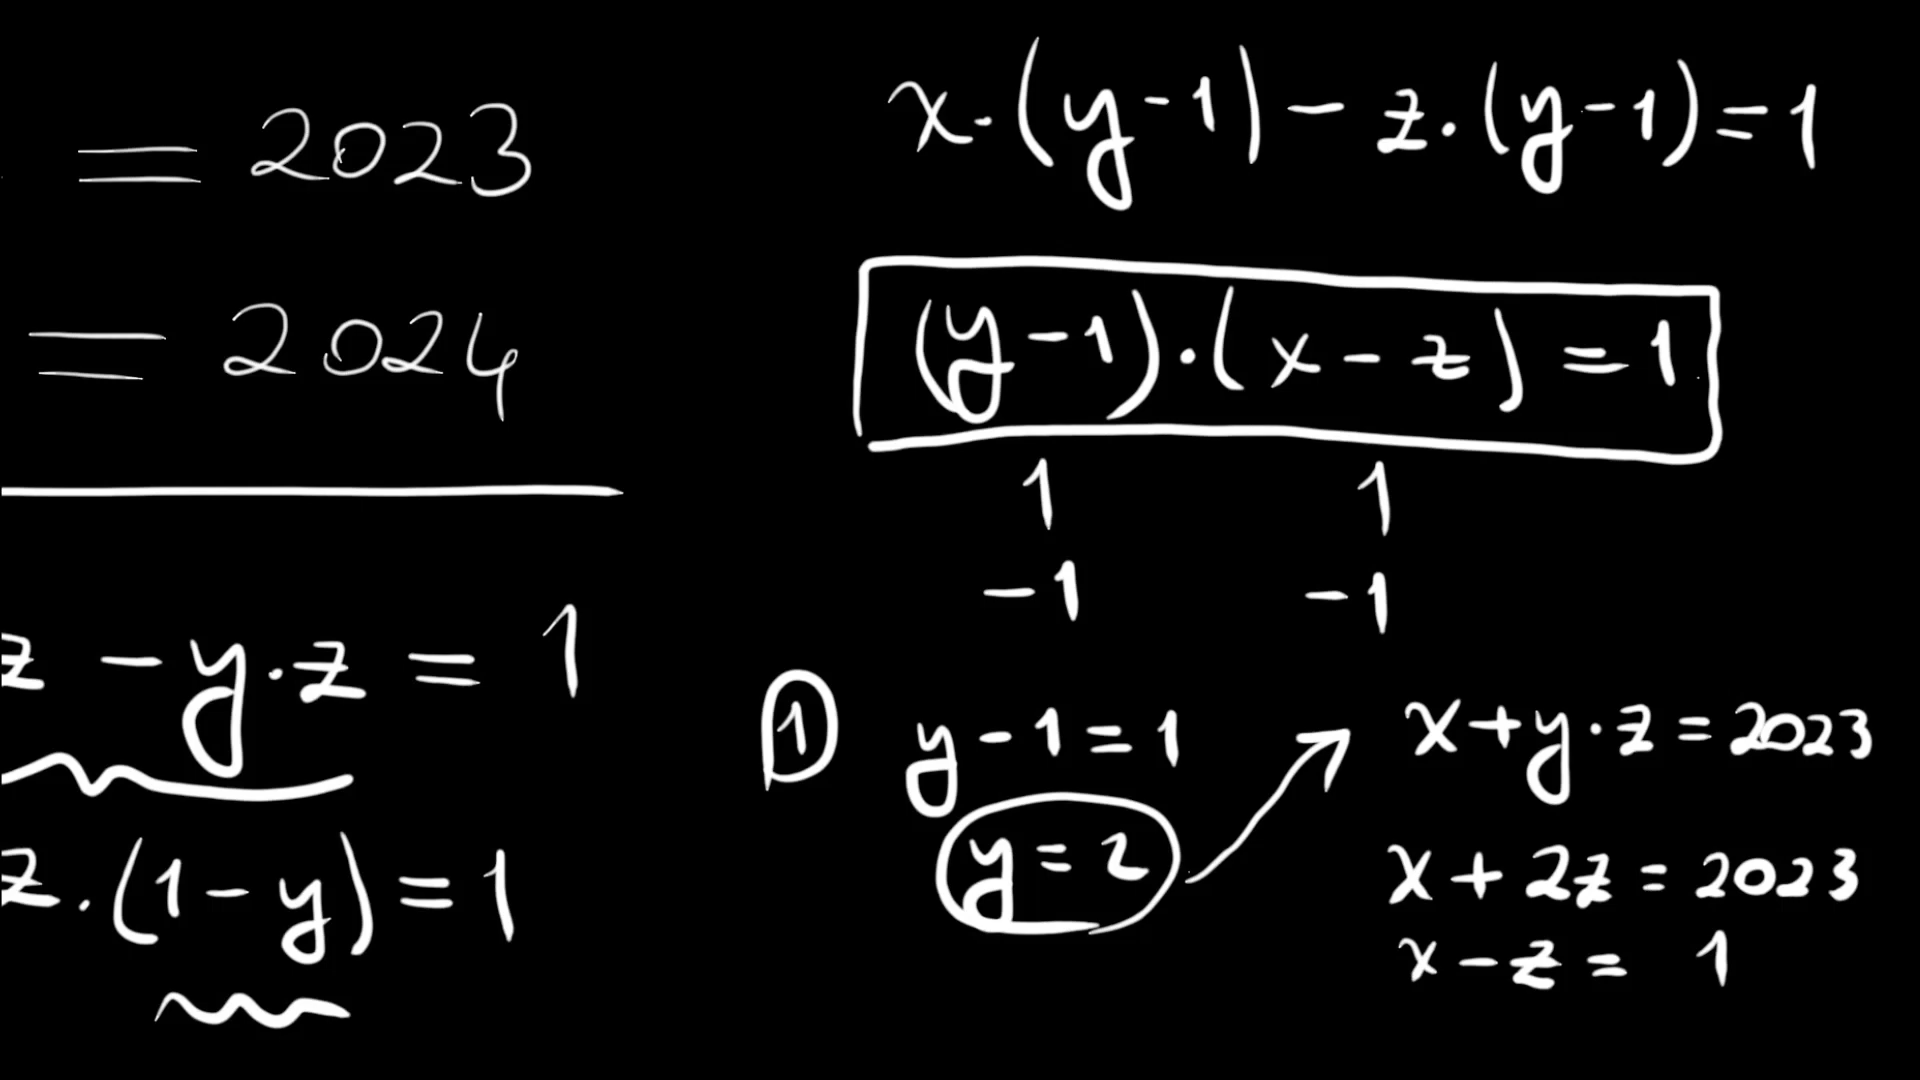 = 2023
= 2024
z - y·z = 1
z·(1-y) = 1
x·(y-1) - z·(y-1) = 1
(y-1)·(x-z) = 1
1 1
-1 -1
① y-1 = 1
y = 2
x + y·z = 2023
x + 2z = 2023
x - z = 1